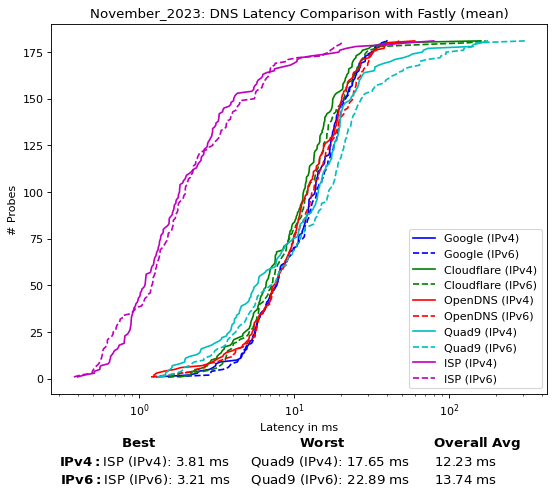 November_2023: DNS Latency Comparison with Fastly (mean)
# Probes
175
150
125
100
75
50
25
0
Google (IPv4)
Google (IPv6)
Cloudflare (IPv4)
Cloudflare (IPv6)
OpenDNS (IPv4)
OpenDNS (IPv6)
Quad9 (IPv4)
Quad9 (IPv6)
ISP (IPv4)
ISP (IPv6)
10⁰ 10¹ 10²
Latency in ms
Best Worst Overall Avg
IPv4: ISP (IPv4): 3.81 ms Quad9 (IPv4): 17.65 ms 12.23 ms
IPv6: ISP (IPv6): 3.21 ms Quad9 (IPv6): 22.89 ms 13.74 ms